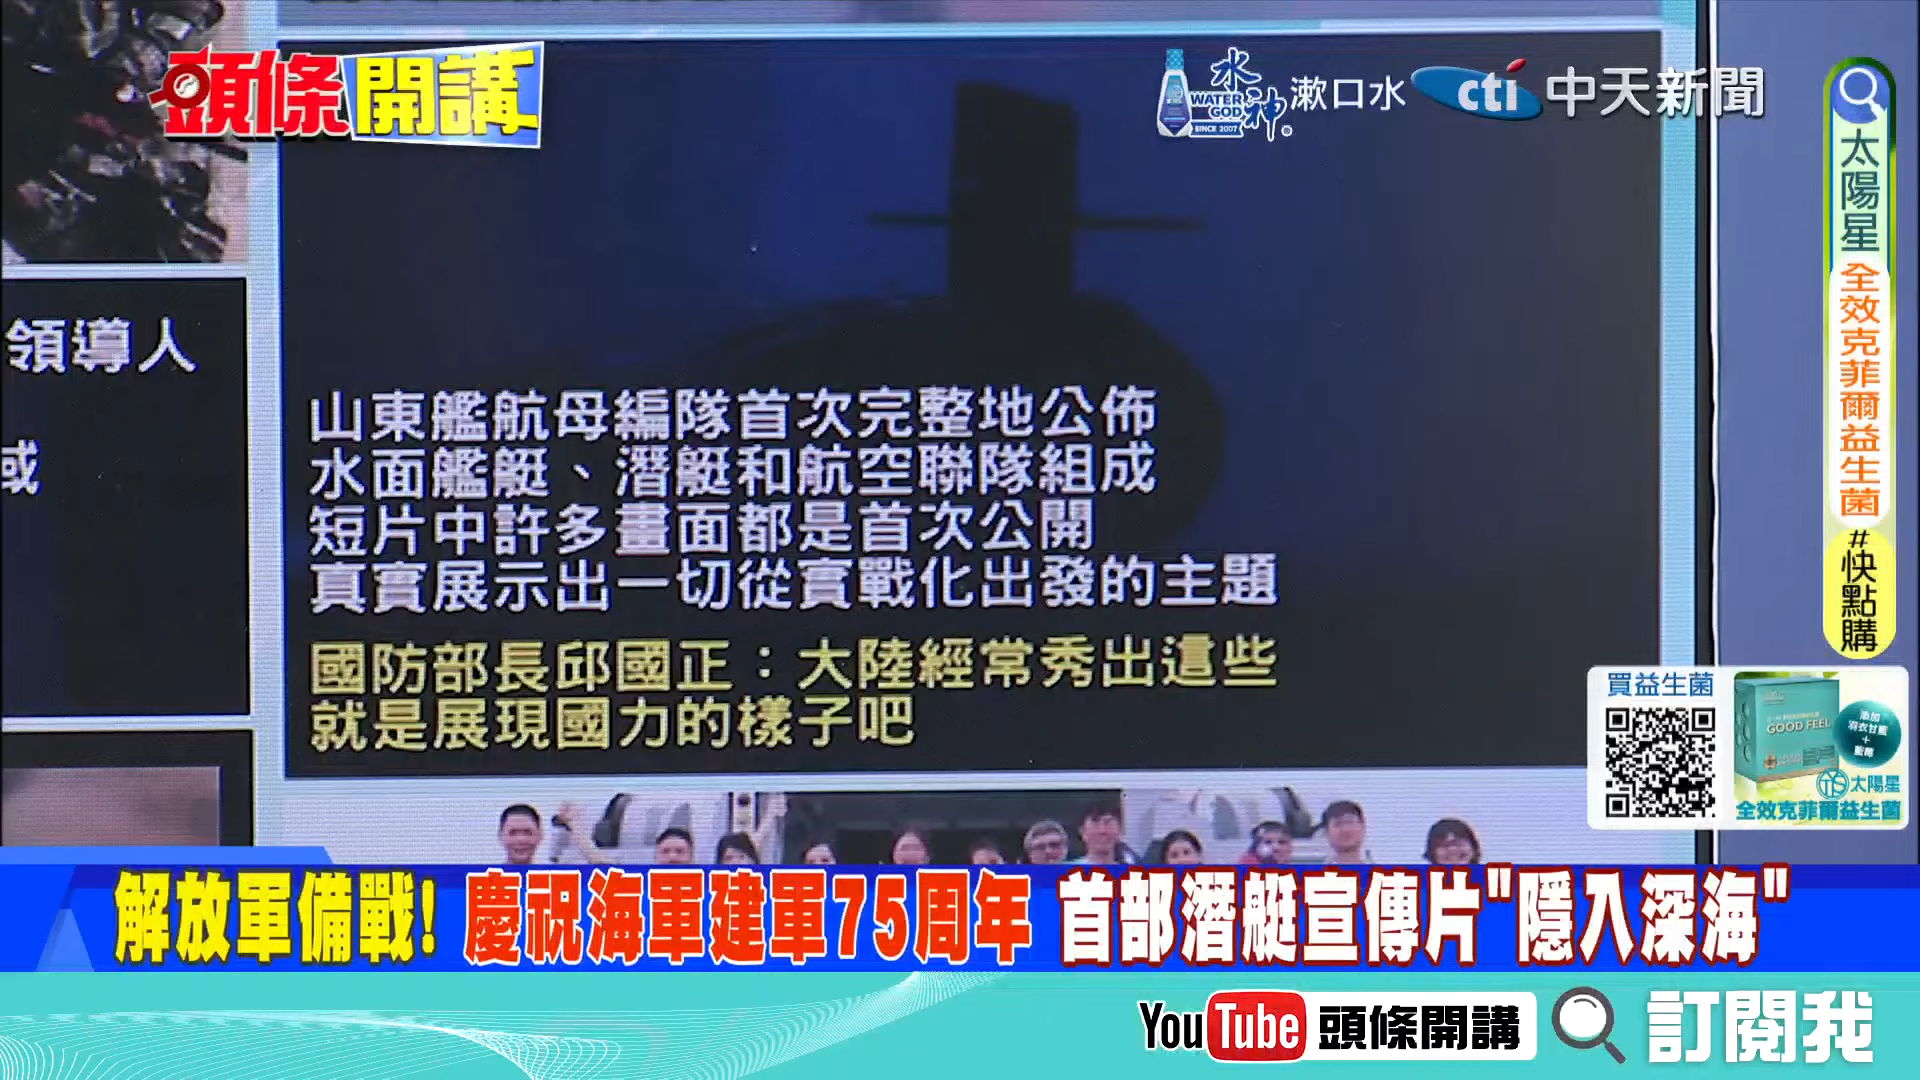 頭條開講
水神
WATER GOD
SINCE 2007
漱口水
cti 中天新聞
太陽星
全效克菲爾益生菌
#快點購
領導人
或
山東艦航母編隊首次完整地公佈
水面艦艇、潛艇和航空聯隊組成
短片中許多畫面都是首次公開
真實展示出一切從實戰化出發的主題
國防部長邱國正：大陸經常秀出這些
就是展現國力的樣子吧
買益生菌
GOOD FEEL
添加
羽衣甘藍
+
藍莓
太陽星
全效克菲爾益生菌
解放軍備戰! 慶祝海軍建軍75周年 首部潛艇宣傳片"隱入深海"
YouTube 頭條開講 訂閱我